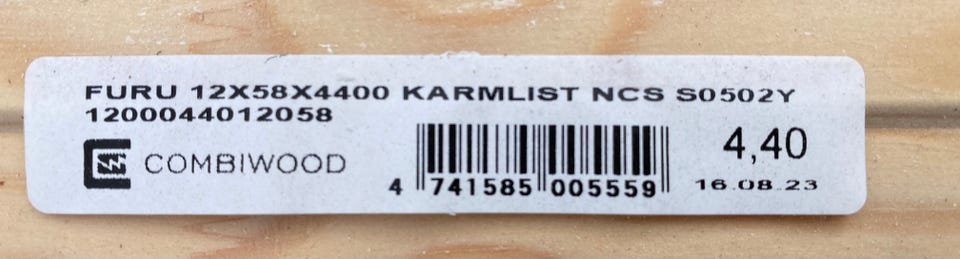 FURU 12X58X4400 KARMLIST NCS S0502Y
1200044012058
COMBIWOOD
4 741585 005559
4,40
16.08.23